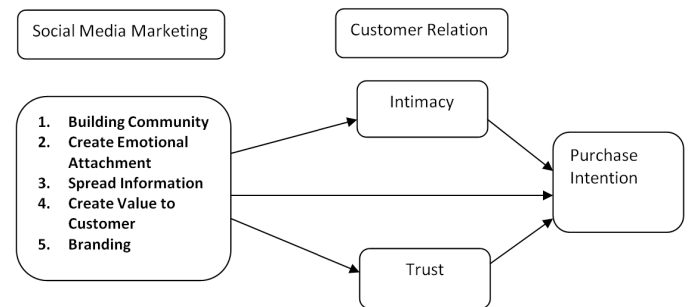 Social Media Marketing
Customer Relation
1. Building Community
2. Create Emotional
Attachment
3. Spread Information
4. Create Value to
Customer
5. Branding
Intimacy
Trust
Purchase
Intention